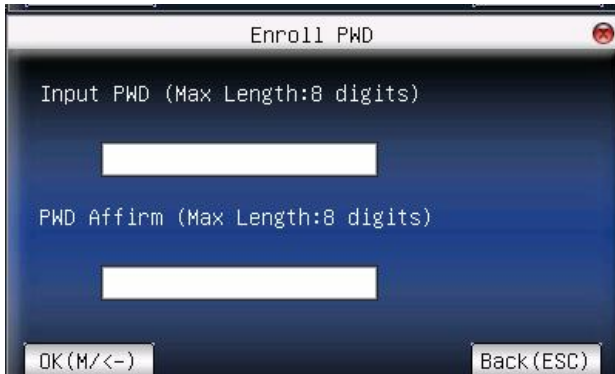 Enroll PWD
Input PWD (Max Length:8 digits)
PWD Affirm (Max Length:8 digits)
OK(M/<-)
Back(ESC)